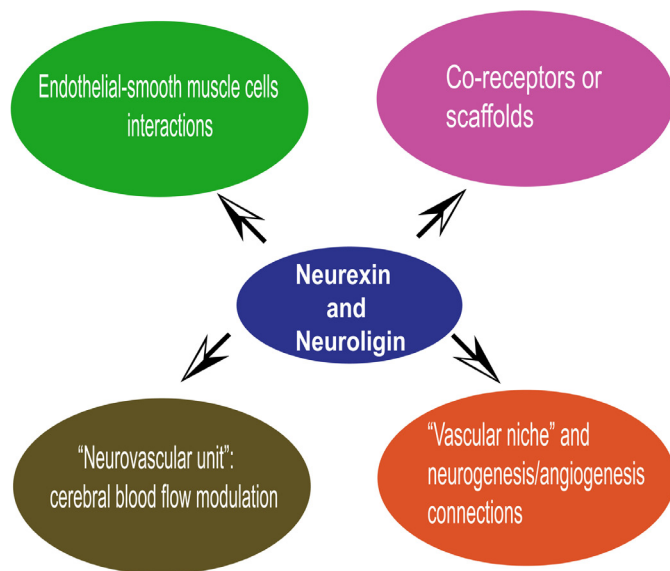 Endothelial-smooth muscle cells
interactions
Co-receptors or
scaffolds
Neurexin
and
Neuroligin
“Neurovascular unit”:
cerebral blood flow modulation
“Vascular niche” and
neurogenesis/angiogenesis
connections